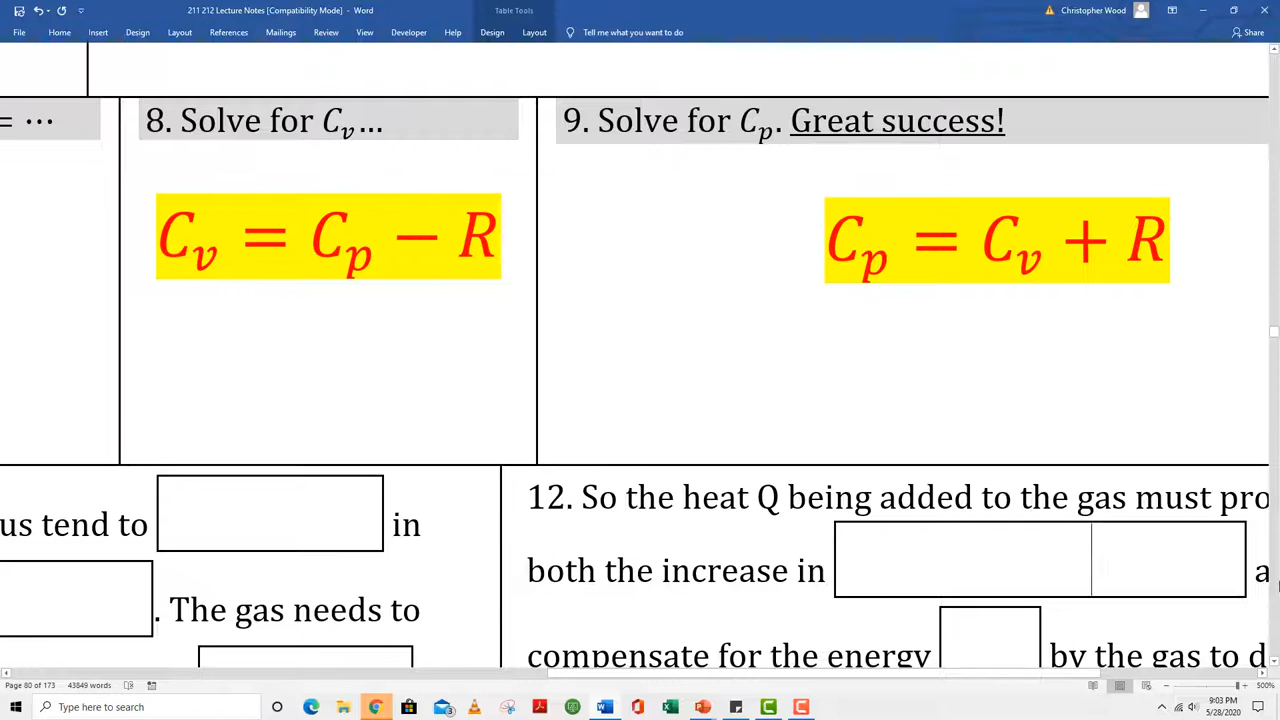 211 212 Lecture Notes [Compatibility Mode] - Word
Table Tools
Christopher Wood
File Home Insert Design Layout References Mailings Review View Developer Help Design Layout Tell me what you want to do Share
= ⋯
8. Solve for Cᵥ…
9. Solve for Cₚ. Great success!
Cᵥ = Cₚ − R
Cₚ = Cᵥ + R
us tend to in
. The gas needs to
12. So the heat Q being added to the gas must pro
both the increase in a
compensate for the energy by the gas to d
Page 80 of 173 43849 words 500%
Type here to search
80
9:03 PM
5/28/2020